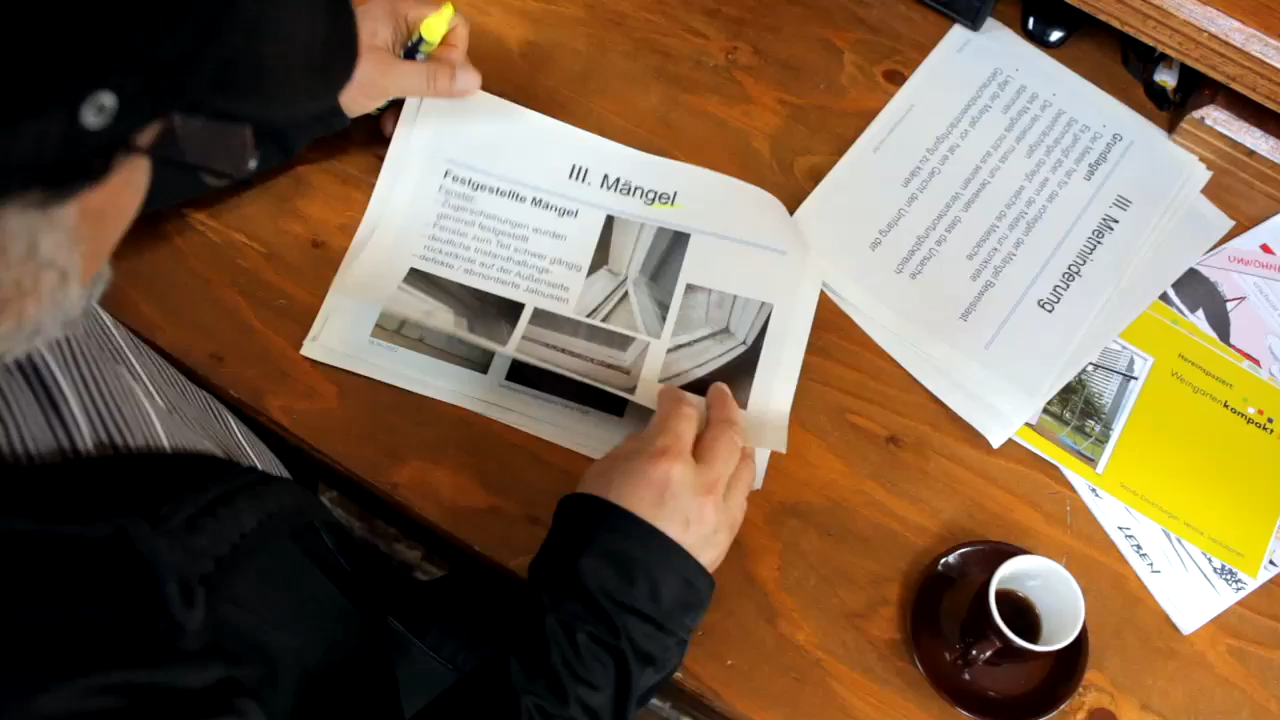 III. Mängel
Festgestellte Mängel
Fenster:
Zugerscheinungen wurden
generell festgestellt
Fenster zum Teil schwer gängig
deutliche Instandhaltungs-
rückstände auf der Außenseite
– defekte / abmontierte Jalousien
III. Mietminderung
Grundlagen
• Der Mieter hat für das vorliegen der Mängel Beweislast
Es genügt aber, wenn der Mieter nur konkrete
Sachmängel darlegt, welche die Mietsache
beeinträchtigen
• Der Vermieter muss nun beweisen, dass die Ursache
des Mangels nicht aus seinem Verantwortungsbereich
stammen
• Liegt der Mangel vor, hat ein Gericht den Umfang der
Gebrauchsbeeinträchtigung zu klären
Hereinspaziert:
Weingartenkompakt
LEBEN